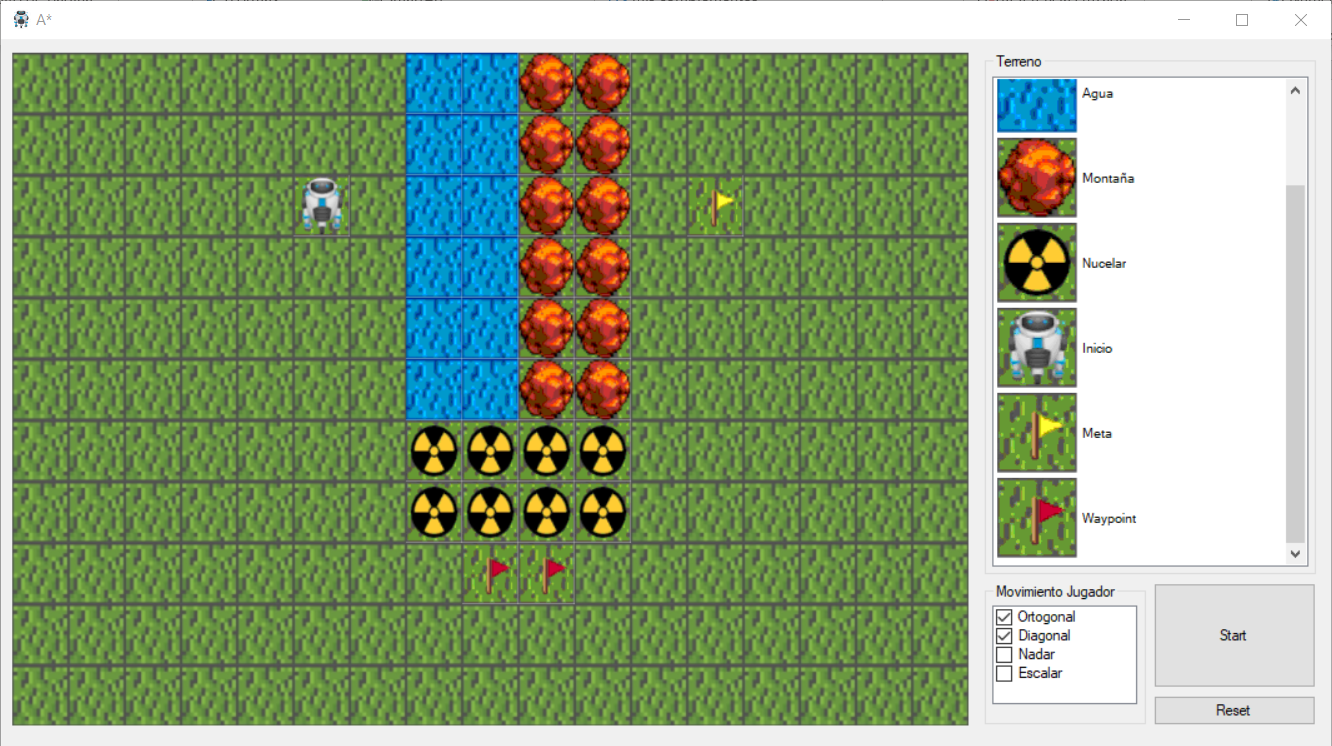 A*
Terreno
Agua
Montaña
Nucelar
Inicio
Meta
Waypoint
Movimiento Jugador
Ortogonal
Diagonal
Nadar
Escalar
Start
Reset